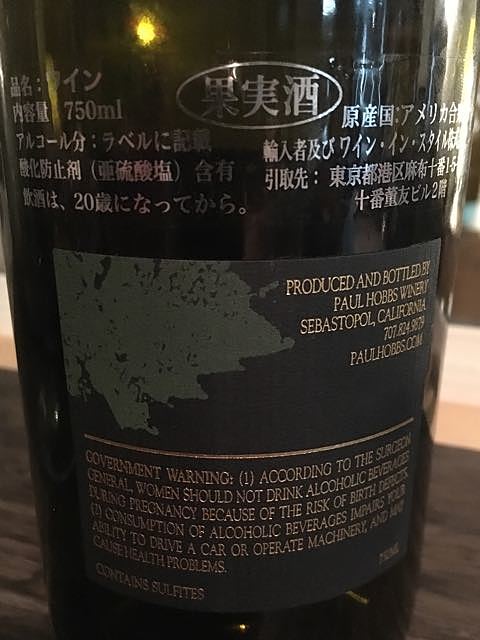 品名：ワイン
内容量：750ml
アルコール分：ラベルに記載
酸化防止剤（亜硫酸塩）含有
飲酒は、20歳になってから。
果実酒
原産国：アメリカ合
輸入者及び ワイン・イン・スタイル株式
引取先： 東京都港区麻布十番1-5-
十番董友ビル2階
PRODUCED AND BOTTLED BY
PAUL HOBBS WINERY
SEBASTOPOL, CALIFORNIA
707.824.9879
PAULHOBBS.COM
GOVERNMENT WARNING: (1) ACCORDING TO THE SURGEON
GENERAL, WOMEN SHOULD NOT DRINK ALCOHOLIC BEVERAGES
DURING PREGNANCY BECAUSE OF THE RISK OF BIRTH DEFECTS.
(2) CONSUMPTION OF ALCOHOLIC BEVERAGES IMPAIRS YOUR
ABILITY TO DRIVE A CAR OR OPERATE MACHINERY, AND MAY
CAUSE HEALTH PROBLEMS.
750ML
CONTAINS SULFITES